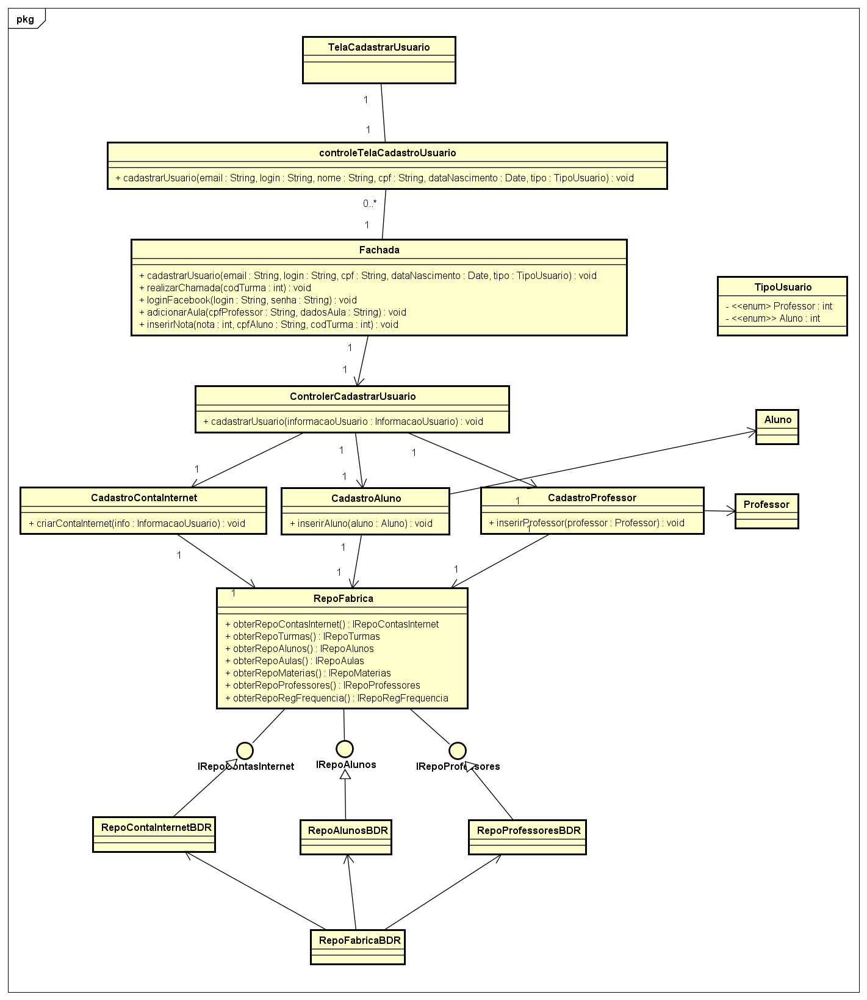 pkg
TelaCadastrarUsuario
1
1
controleTelaCadastroUsuario
+ cadastrarUsuario(email : String, login : String, nome : String, cpf : String, dataNascimento : Date, tipo : TipoUsuario) : void
0..*
1
Fachada
+ cadastrarUsuario(email : String, login : String, cpf : String, dataNascimento : Date, tipo : TipoUsuario) : void
+ realizarChamada(codTurma : int) : void
+ loginFacebook(login : String, senha : String) : void
+ adicionarAula(cpfProfessor : String, dadosAula : String) : void
+ inserirNota(nota : int, cpfAluno : String, codTurma : int) : void
TipoUsuario
- <<enum> Professor : int
- <<enum>> Aluno : int
1
1
ControlerCadastrarUsuario
+ cadastrarUsuario(informacaoUsuario : InformacaoUsuario) : void
Aluno
1
1
1
1
CadastroContaInternet
+ criarContaInternet(info : InformacaoUsuario) : void
CadastroAluno
+ inserirAluno(aluno : Aluno) : void
CadastroProfessor
1
+ inserirProfessor(professor : Professor) : void
1
Professor
1
1
1
1
1
RepoFabrica
+ obterRepoContasInternet() : IRepoContasInternet
+ obterRepoTurmas() : IRepoTurmas
+ obterRepoAlunos() : IRepoAlunos
+ obterRepoAulas() : IRepoAulas
+ obterRepoMaterias() : IRepoMaterias
+ obterRepoProfessores() : IRepoProfessores
+ obterRepoRegFrequencia() : IRepoRegFrequencia
IRepoContasInternet
IRepoAlunos
IRepoProfessores
RepoContaInternetBDR
RepoAlunosBDR
RepoProfessoresBDR
RepoFabricaBDR